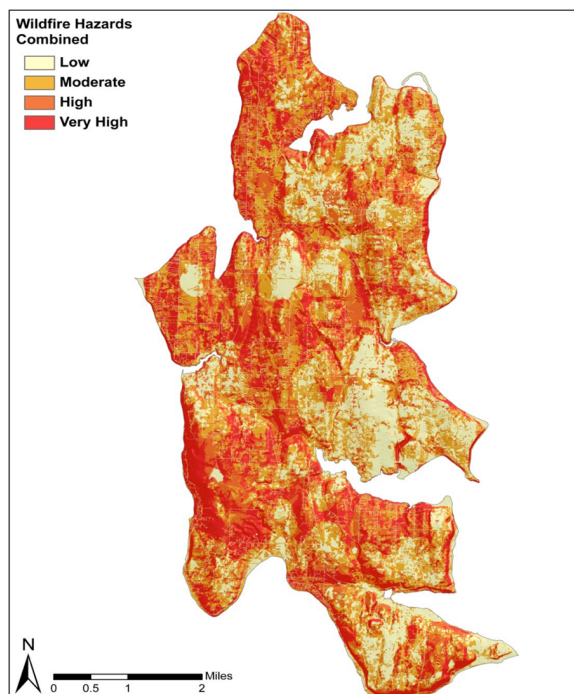 Wildfire Hazards
Combined
Low
Moderate
High
Very High
N
0 0.5 1 2 Miles